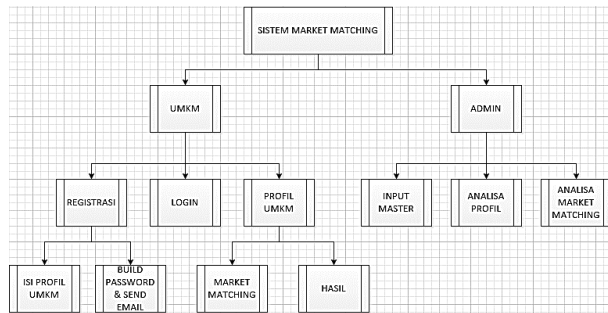 SISTEM MARKET MATCHING
UMKM
ADMIN
REGISTRASI
LOGIN
PROFIL
UMKM
INPUT
MASTER
ANALISA
PROFIL
ANALISA
MARKET
MATCHING
ISI PROFIL
UMKM
BUILD
PASSWORD
& SEND
EMAIL
MARKET
MATCHING
HASIL